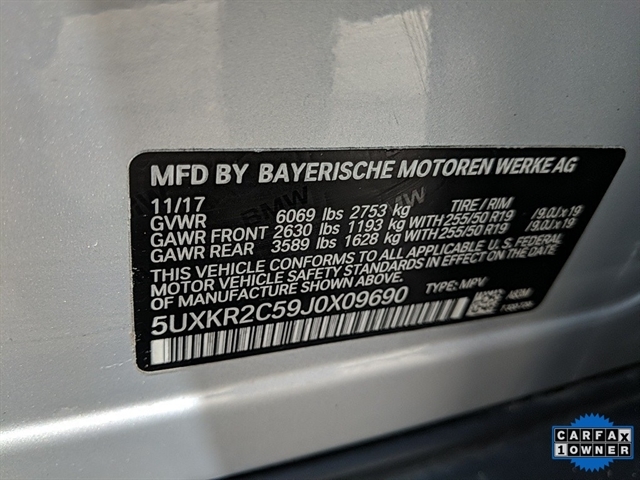 MFD BY BAYERISCHE MOTOREN WERKE AG
11/17
GVWR 6069 lbs 2753 kg TIRE / RIM
GAWR FRONT 2630 lbs 1193 kg WITH 255/50 R19 /9.0J x 19
GAWR REAR 3589 lbs 1628 kg WITH 255/50 R19 /9.0J x 19
THIS VEHICLE CONFORMS TO ALL APPLICABLE U.S. FEDERAL
MOTOR VEHICLE SAFETY STANDARDS IN EFFECT ON THE DATE
OF MANUFACTURE SHOWN ABOVE.
5UXKR2C59J0X09690 TYPE: MPV
CARFAX
1 OWNER